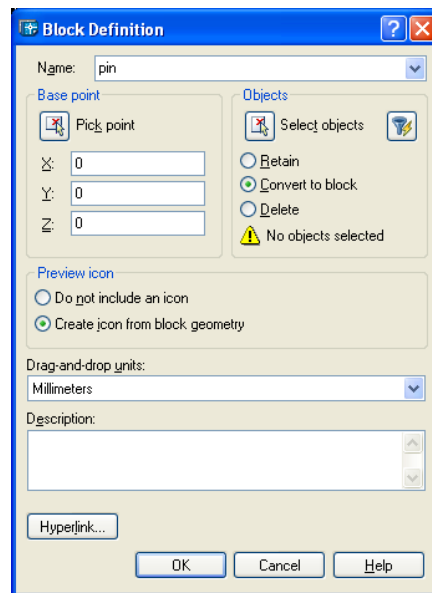 Block Definition
Name: pin
Base point
Pick point
X: 0
Y: 0
Z: 0
Objects
Select objects
Retain
Convert to block
Delete
No objects selected
Preview icon
Do not include an icon
Create icon from block geometry
Drag-and-drop units:
Millimeters
Description:
Hyperlink...
OK Cancel Help